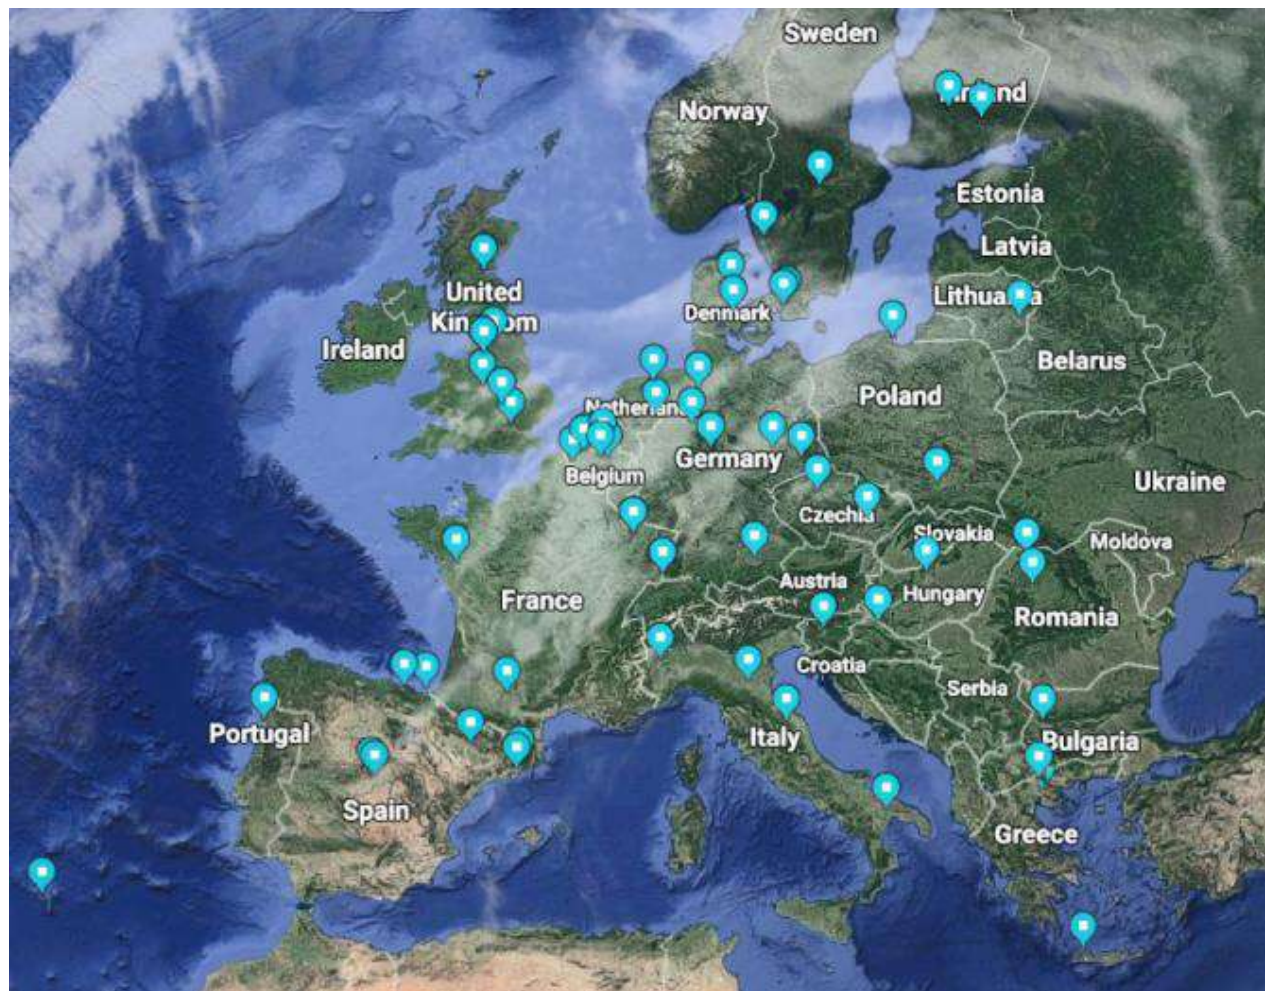 Sweden
Norway
Estonia
Latvia
United
Denmark
Ireland
Belarus
Poland
Germany
Belgium
Ukraine
Czechia
Slovakia
Moldova
Austria
France
Hungary
Romania
Croatia
Serbia
Portugal
Italy
Bulgaria
Spain
Greece